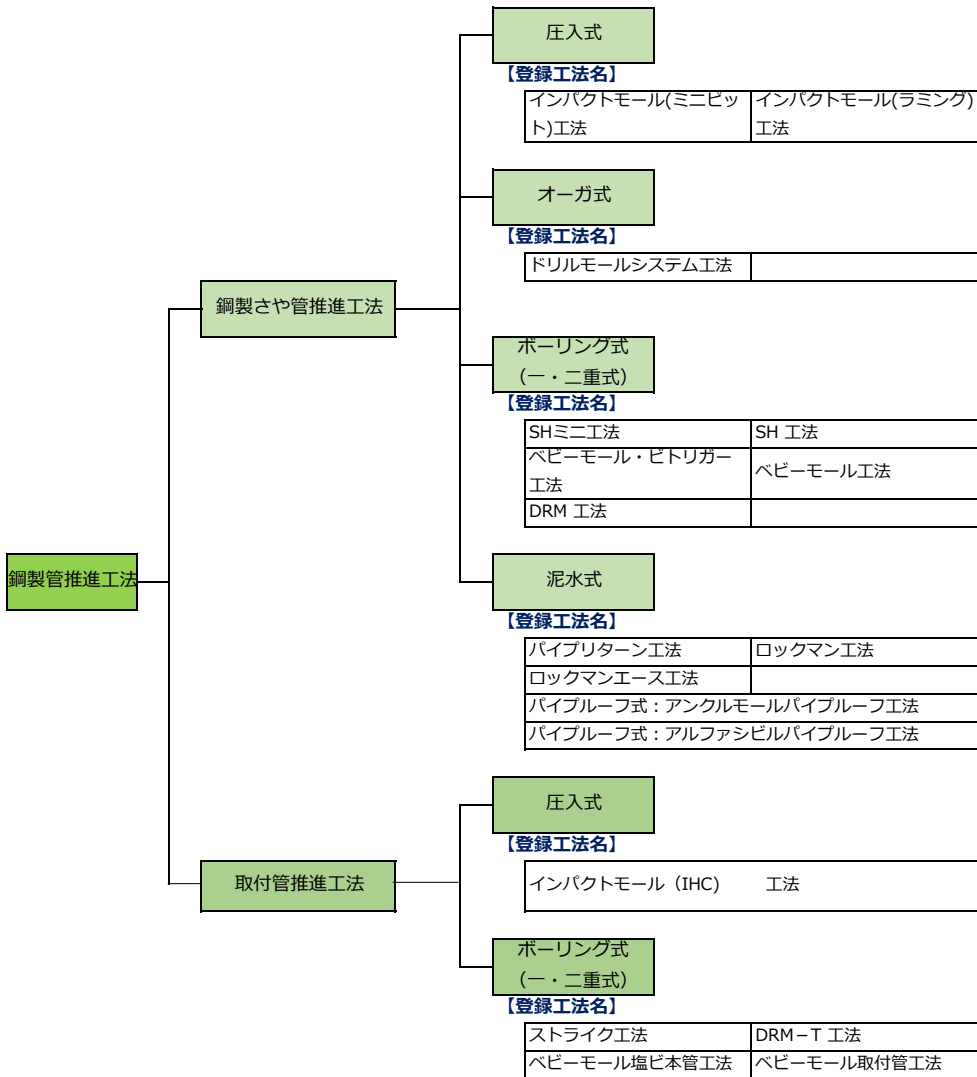 圧入式
【登録工法名】
インパクトモール(ミニビッ
ト)工法
インパクトモール(ラミング)
工法
オーガ式
【登録工法名】
ドリルモールシステム工法
鋼製さや管推進工法
ボーリング式
（一・二重式）
【登録工法名】
SHミニ工法
SH 工法
ベビーモール・ビトリガー
工法
ベビーモール工法
DRM 工法
鋼製管推進工法
泥水式
【登録工法名】
パイプリターン工法
ロックマン工法
ロックマンエース工法
パイプルーフ式：アンクルモールパイプルーフ工法
パイプルーフ式：アルファシビルパイプルーフ工法
圧入式
【登録工法名】
取付管推進工法
インパクトモール（IHC) 工法
ボーリング式
（一・二重式）
【登録工法名】
ストライク工法
DRM－T 工法
ベビーモール塩ビ本管工法
ベビーモール取付管工法